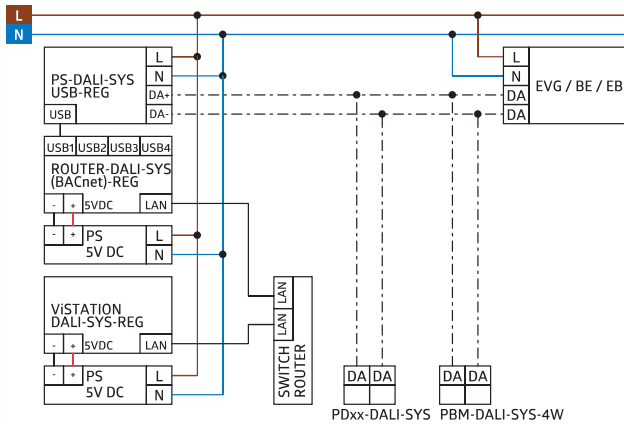 L
N
PS-DALI-SYS
USB-REG
L
N
DA+
DA-
USB
USB1 USB2 USB3 USB4
ROUTER-DALI-SYS
(BACnet)-REG
- + 5VDC
LAN
- + PS
5V DC
L
N
ViSTATION
DALI-SYS-REG
- + 5VDC
LAN
- + PS
5V DC
L
N
LAN
LAN
SWITCH
ROUTER
L
N
DA
DA
EVG / BE / EB
DA DA
PDxx-DALI-SYS
DA DA
PBM-DALI-SYS-4W